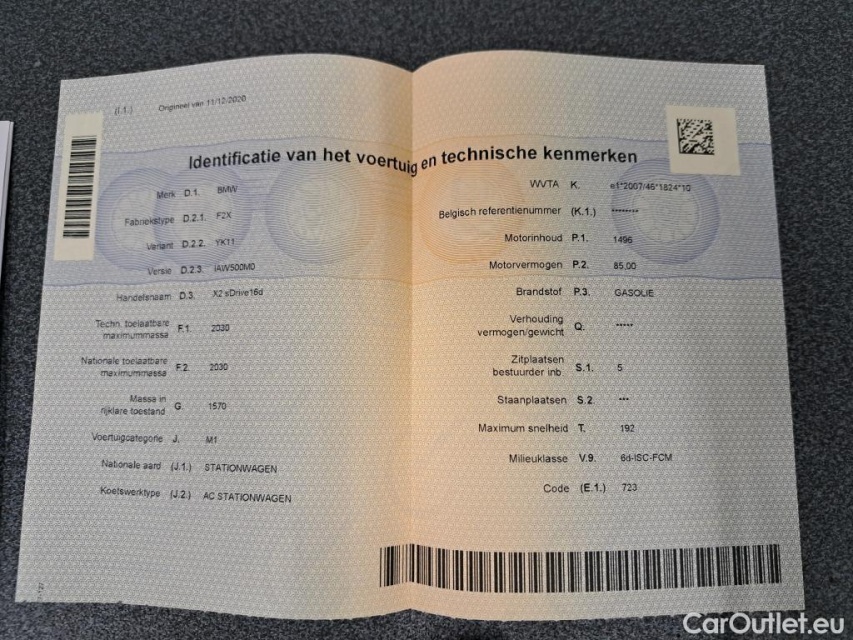 (I.1.) Origineel van 11/12/2020
Identificatie van het voertuig en technische kenmerken
Merk D.1. BMW
Fabriekstype D.2.1. F2X
Variant D.2.2. YK11
Versie D.2.3. IAW500M0
Handelsnaam D.3. X2 sDrive16d
Techn. toelaatbare
maximummassa F.1. 2030
Nationale toelaatbare
maximummassa F.2. 2030
Massa in
rijklare toestand G. 1570
Voertuigcategorie J. M1
Nationale aard (J.1.) STATIONWAGEN
Koetswerktype (J.2.) AC STATIONWAGEN
WVTA K. e1*2007/46*1824*10
Belgisch referentienummer (K.1.) ********
Motorinhoud P.1. 1496
Motorvermogen P.2. 85.00
Brandstof P.3. GASOLIE
Verhouding
vermogen/gewicht Q. *****
Zitplaatsen
bestuurder inb. S.1. 5
Staanplaatsen S.2. ***
Maximum snelheid T. 192
Milieuklasse V.9. 6d-ISC-FCM
Code (E.1.) 723
CarOutlet.eu